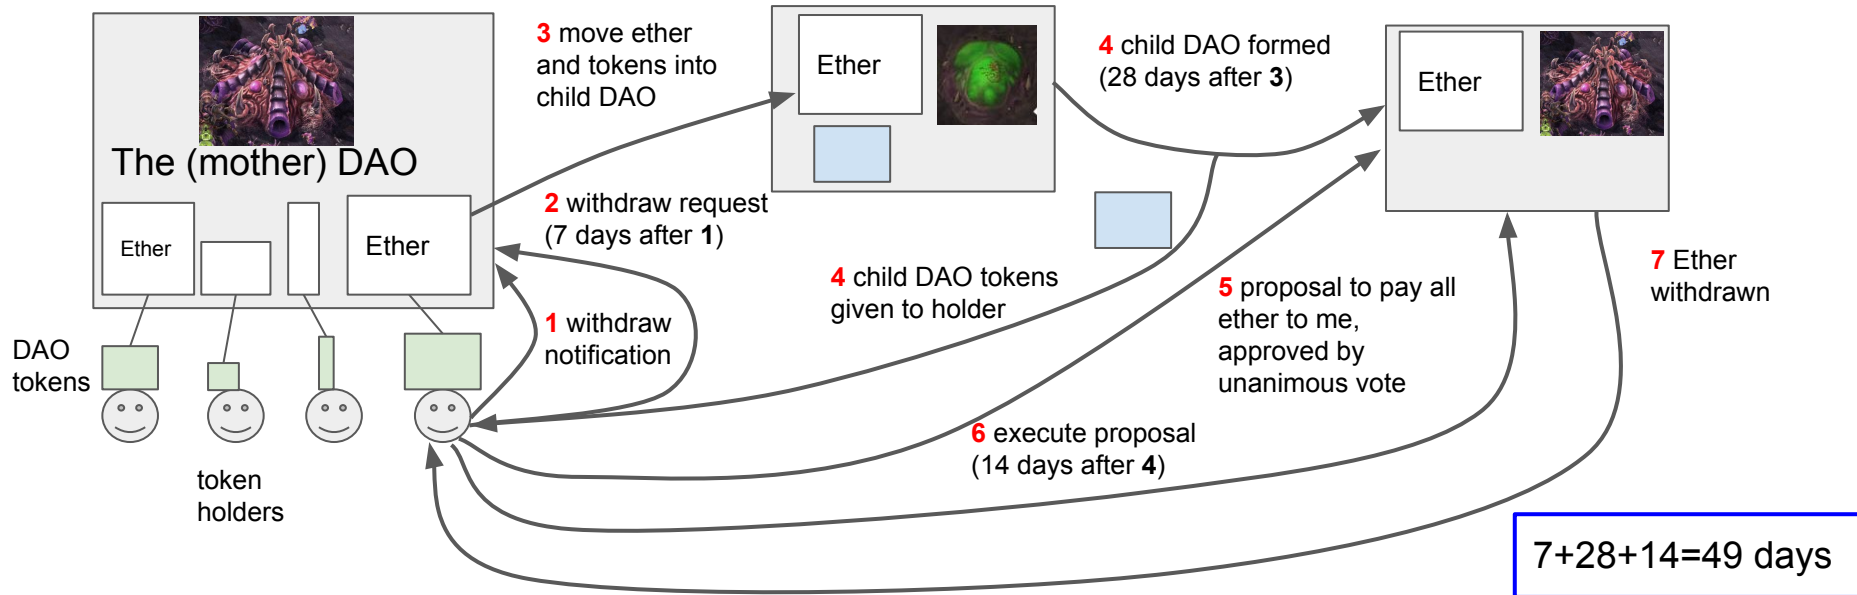 The (mother) DAO
Ether
Ether
DAO
tokens
token
holders
1 withdraw
notification
2 withdraw request
(7 days after 1)
3 move ether
and tokens into
child DAO
Ether
4 child DAO formed
(28 days after 3)
4 child DAO tokens
given to holder
Ether
5 proposal to pay all
ether to me,
approved by
unanimous vote
6 execute proposal
(14 days after 4)
7 Ether
withdrawn
7+28+14=49 days